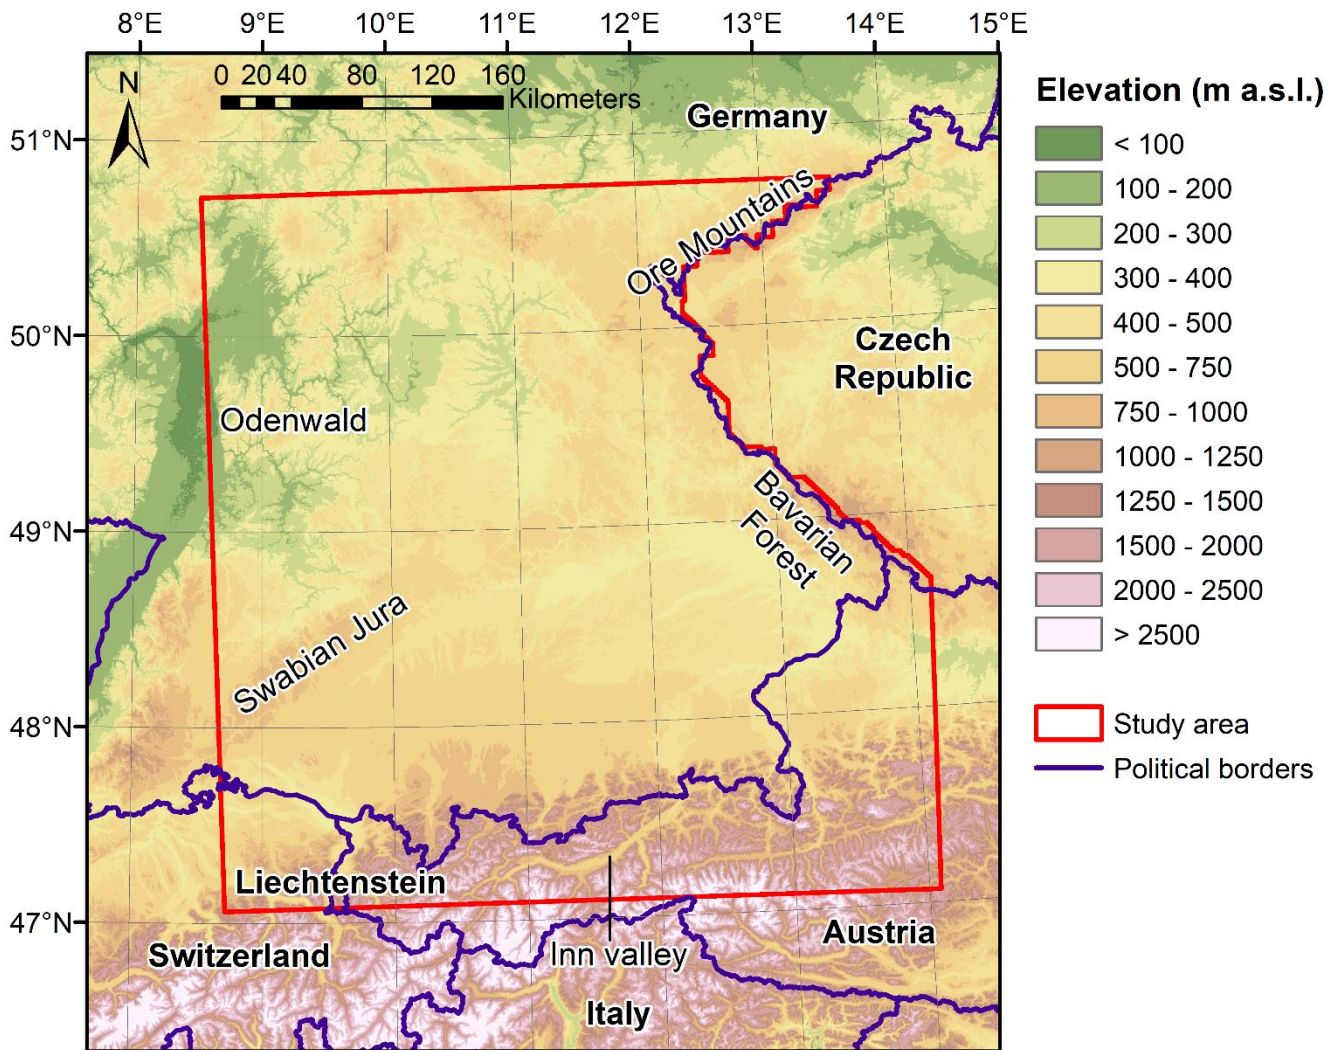 8°E 9°E 10°E 11°E 12°E 13°E 14°E 15°E
N
0 20 40 80 120 160
Kilometers
Germany
51°N
Ore Mountains
50°N
Czech
Republic
Odenwald
49°N
Bavarian
Forest
Swabian Jura
48°N
Liechtenstein
47°N
Switzerland
Inn valley
Austria
Italy
Elevation (m a.s.l.)
< 100
100 - 200
200 - 300
300 - 400
400 - 500
500 - 750
750 - 1000
1000 - 1250
1250 - 1500
1500 - 2000
2000 - 2500
> 2500
Study area
Political borders